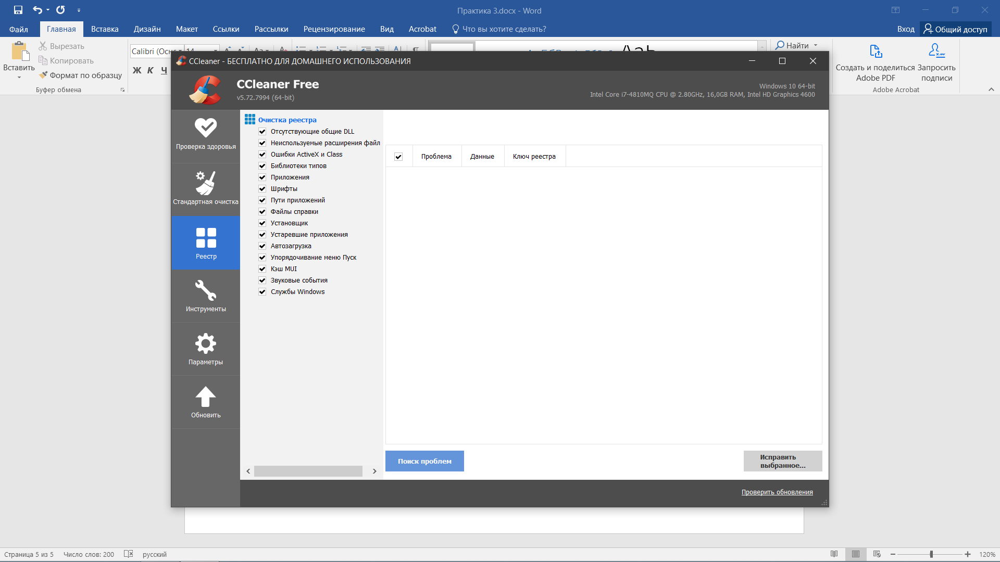 Практика 3.docx - Word
Файл
Главная
Вставка
Дизайн
Макет
Ссылки
Рассылки
Рецензирование
Вид
Acrobat
Что вы хотите сделать?
Вход
Общий доступ
Вставить
Вырезать
Копировать
Формат по образцу
Буфер обмена
Calibri (Осн
14
Ж К Ч
Найти
Создать и поделиться
Adobe PDF
Запросить
подписи
Adobe Acrobat
CCleaner - БЕСПЛАТНО ДЛЯ ДОМАШНЕГО ИСПОЛЬЗОВАНИЯ
CCleaner Free
v5.72.7994 (64-bit)
Windows 10 64-bit
Intel Core i7-4810MQ CPU @ 2.80GHz, 16,0GB RAM, Intel HD Graphics 4600
Проверка здоровья
Стандартная очистка
Реестр
Инструменты
Параметры
Обновить
Очистка реестра
Отсутствующие общие DLL
Неиспользуемые расширения файл
Ошибки ActiveX и Class
Библиотеки типов
Приложения
Шрифты
Пути приложений
Файлы справки
Установщик
Устаревшие приложения
Автозагрузка
Упорядочивание меню Пуск
Кэш MUI
Звуковые события
Службы Windows
Проблема
Данные
Ключ реестра
Поиск проблем
Исправить
выбранное...
Проверить обновления
Страница 5 из 5
Число слов: 200
русский
120%